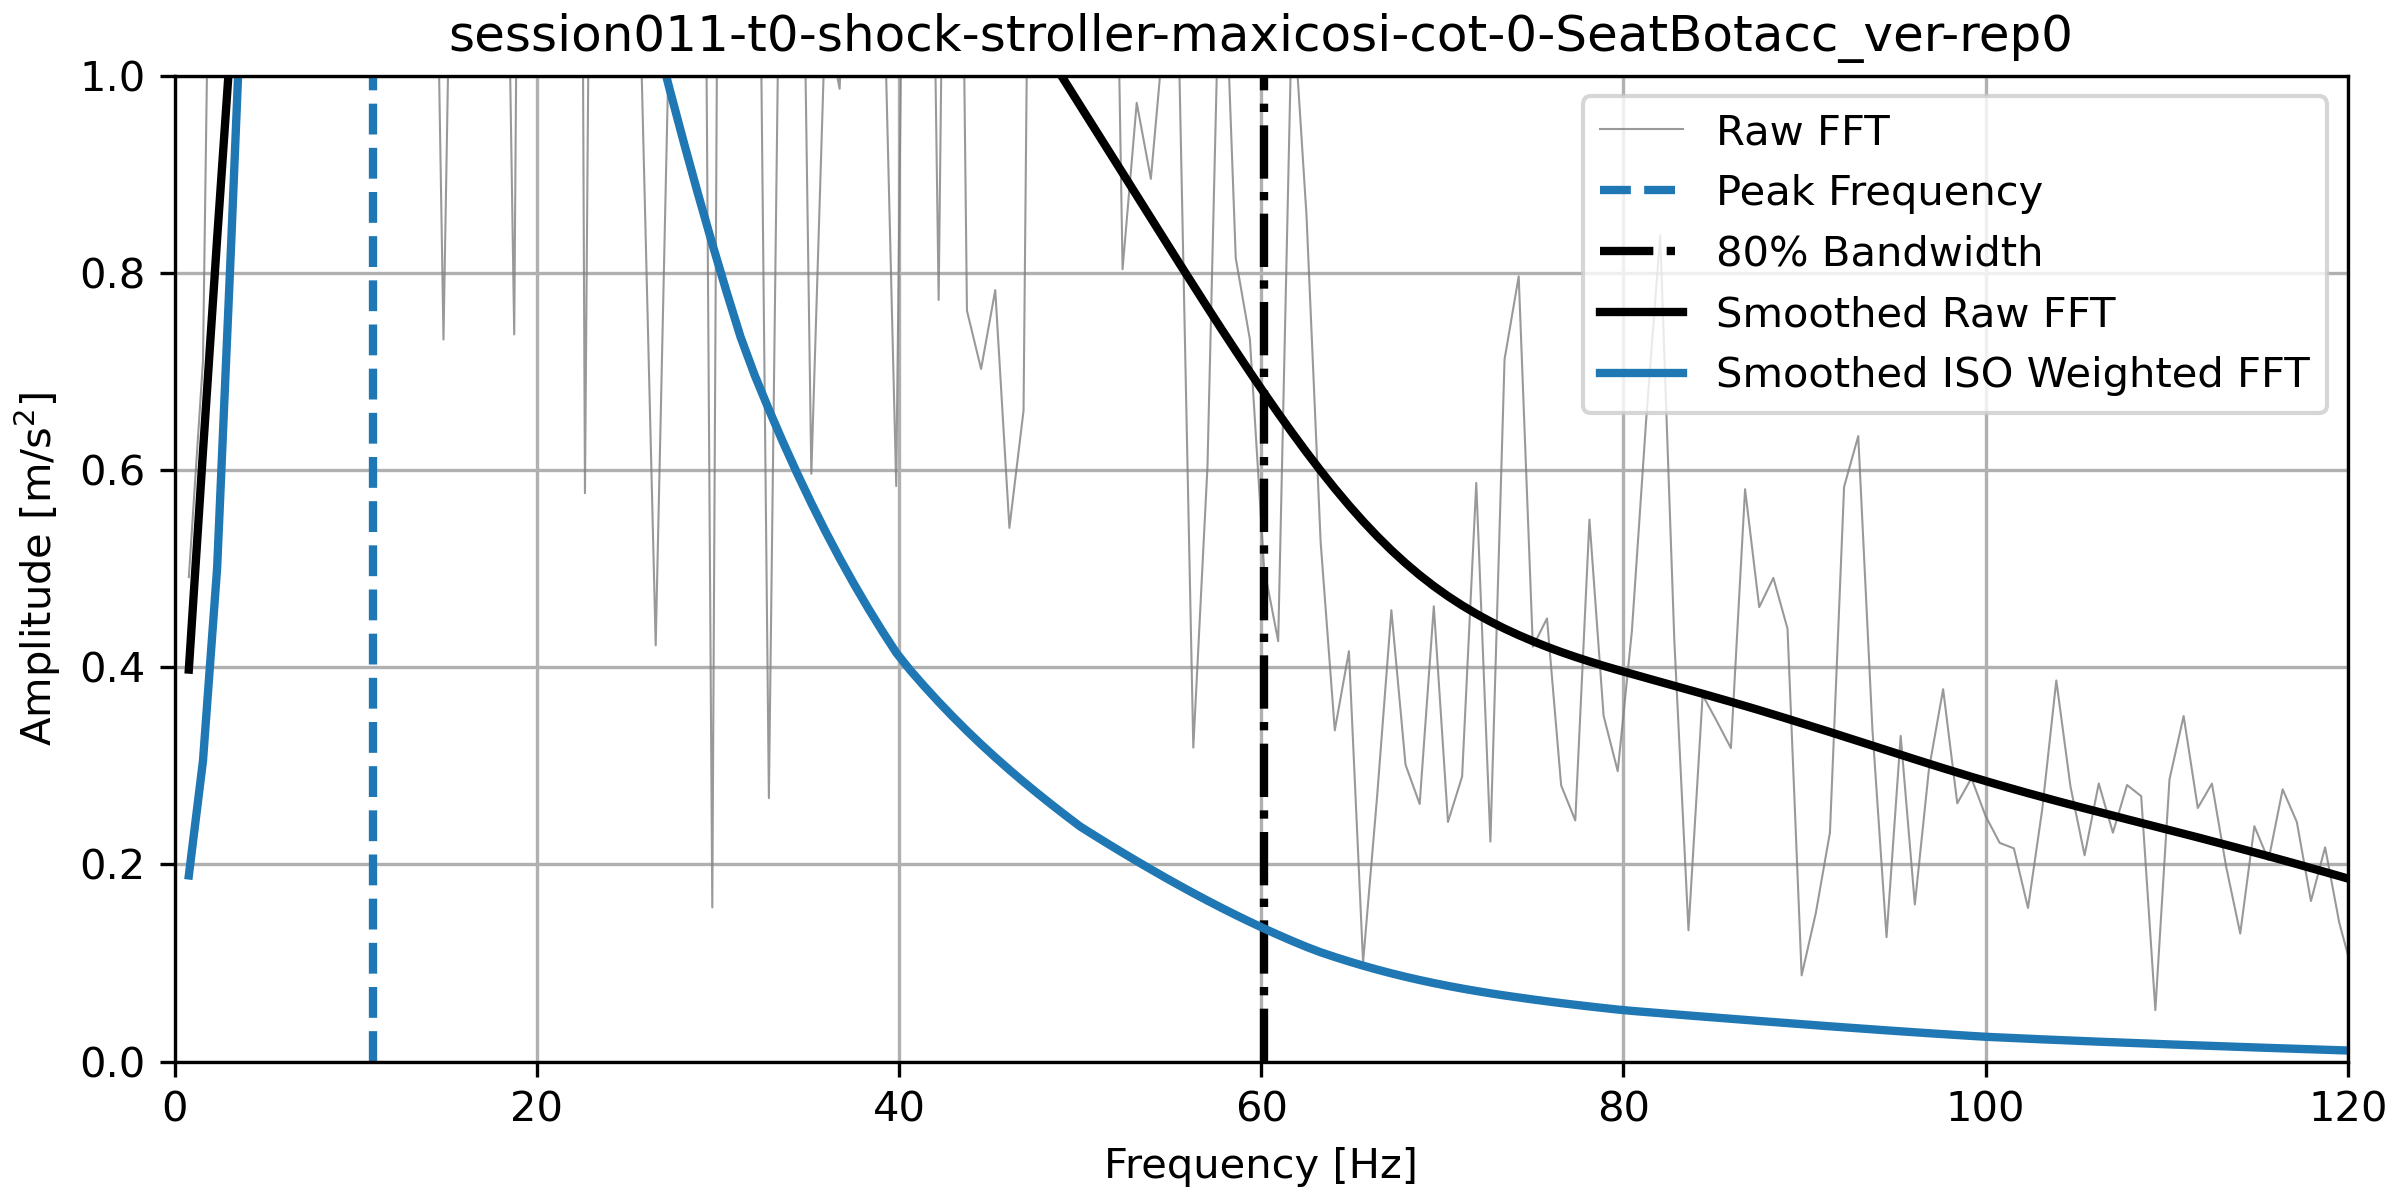 session011-t0-shock-stroller-maxicosi-cot-0-SeatBotacc_ver-rep0
1.0
0.8
0.6
0.4
0.2
0.0
Amplitude [m/s²]
Raw FFT
Peak Frequency
80% Bandwidth
Smoothed Raw FFT
Smoothed ISO Weighted FFT
0 20 40 60 80 100 120
Frequency [Hz]